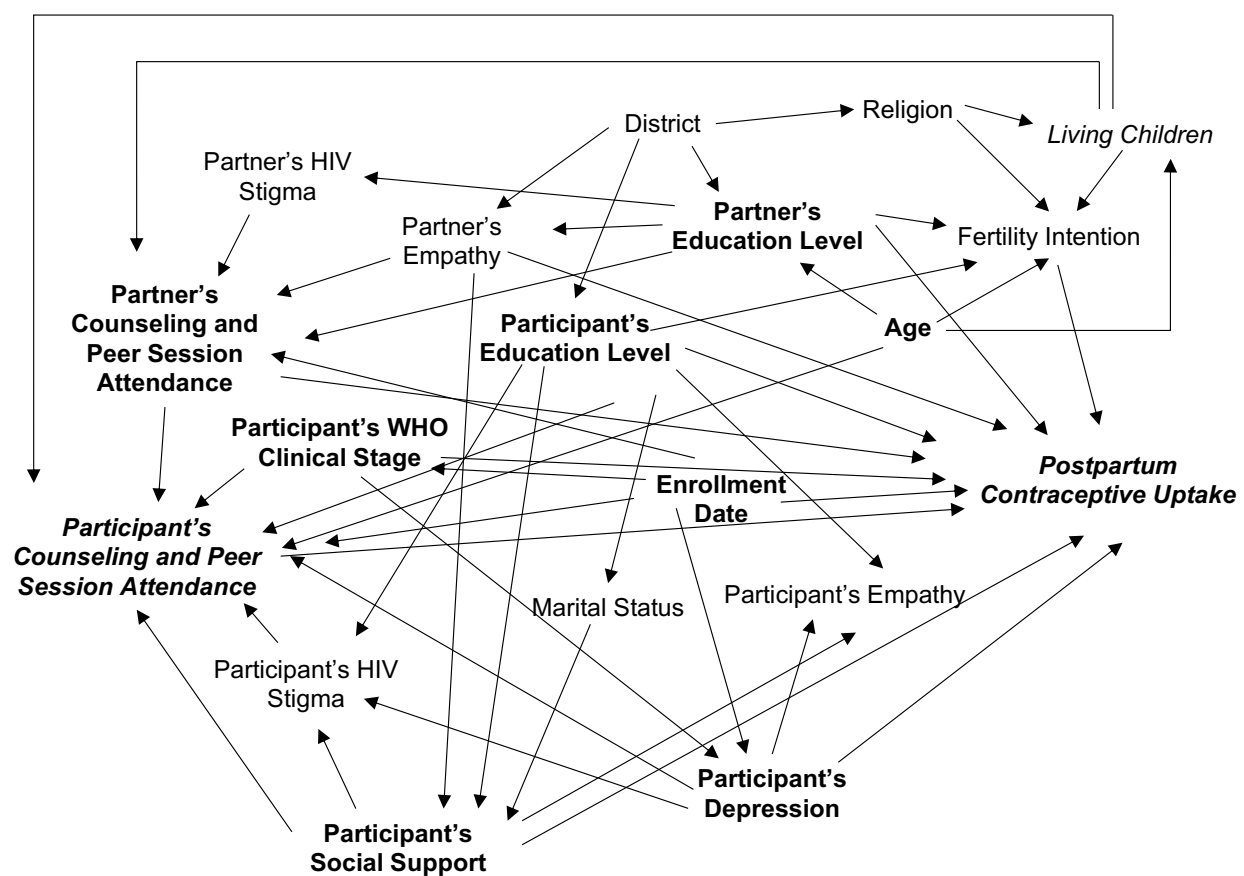 District
Religion
Living Children
Partner's HIV
Stigma
Partner's
Empathy
Partner's
Education Level
Fertility Intention
Partner's
Counseling and
Peer Session
Attendance
Participant's
Education Level
Age
Participant's WHO
Clinical Stage
Enrollment
Date
Postpartum
Contraceptive Uptake
Participant's
Counseling and Peer
Session Attendance
Marital Status
Participant's Empathy
Participant's HIV
Stigma
Participant's
Depression
Participant's
Social Support